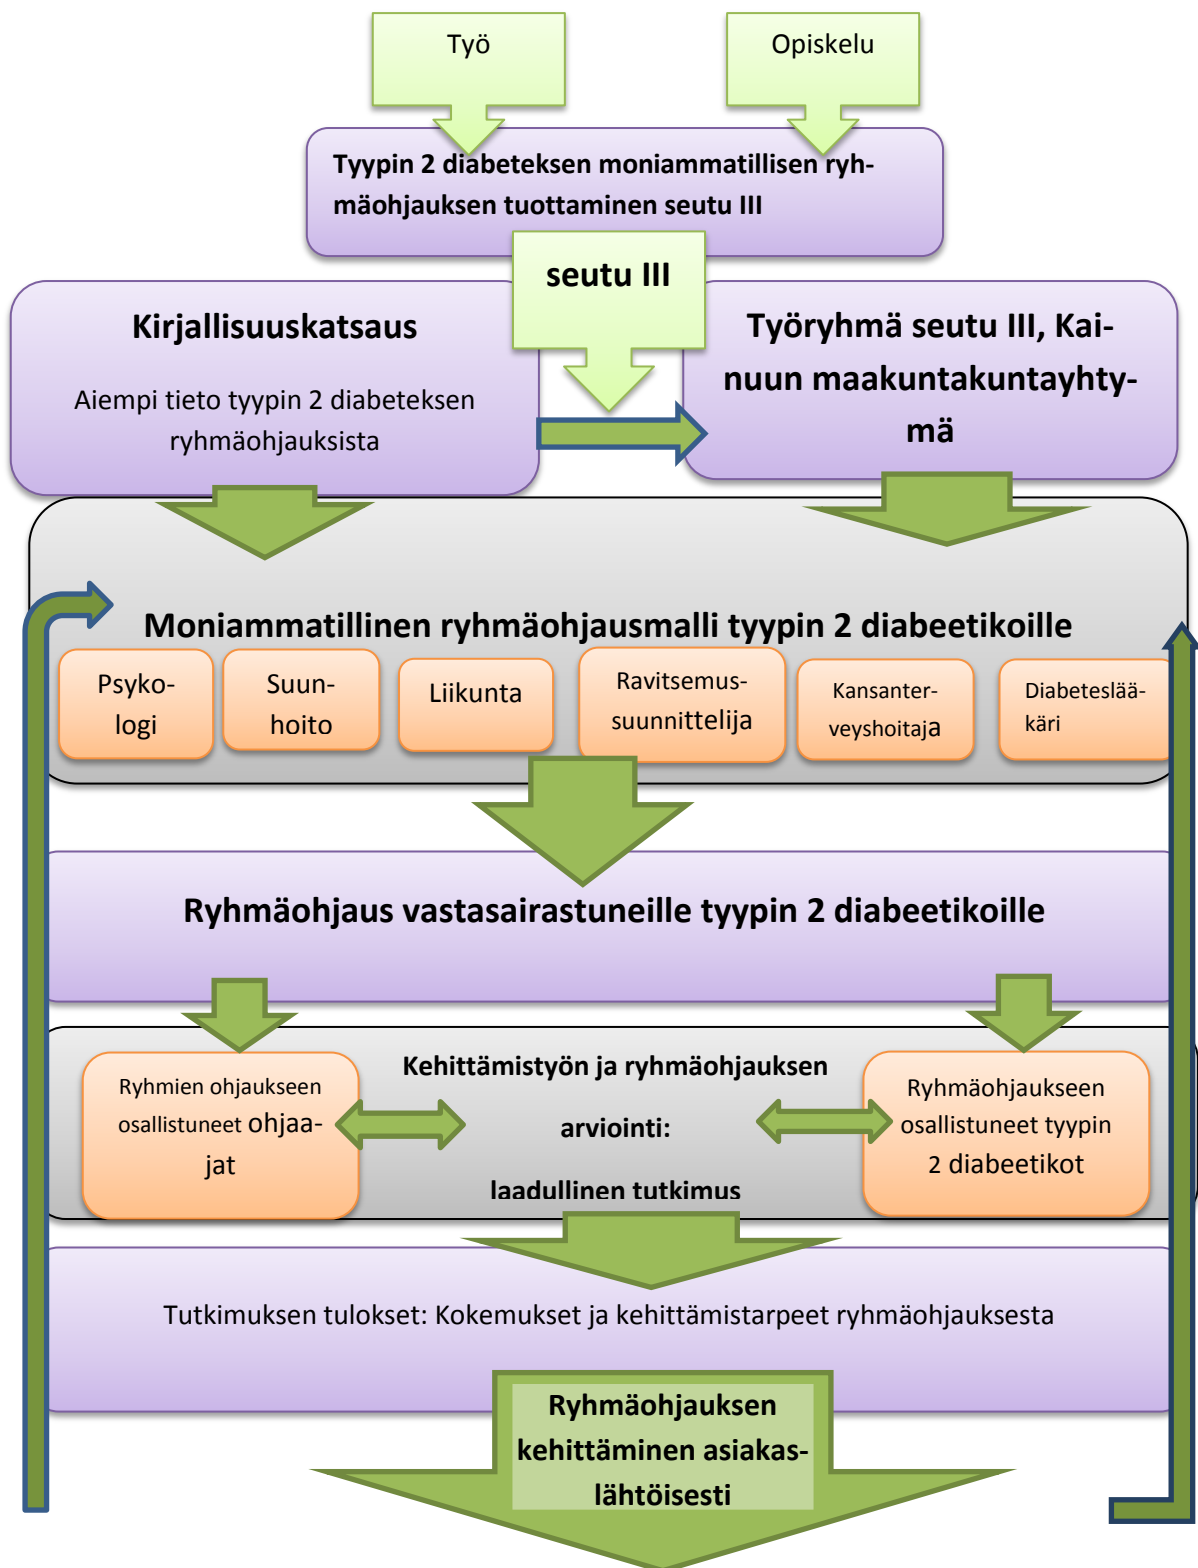 Työ
Opiskelu
Tyypin 2 diabeteksen moniammatillisen ryh-
mäohjauksen tuottaminen seutu III
seutu III
Kirjallisuuskatsaus
Aiempi tieto tyypin 2 diabeteksen
ryhmäohjauksista
Työryhmä seutu III, Kai-
nuun maakuntakuntayhty-
mä
Moniammatillinen ryhmäohjausmalli tyypin 2 diabeetikoille
Psyko-
logi
Suun-
hoito
Liikunta
Ravitsemus-
suunnittelija
Kansanter-
veyshoitaja
Diabeteslää-
käri
Ryhmäohjaus vastasairastuneille tyypin 2 diabeetikoille
Ryhmien ohjaukseen
osallistuneet ohjaa-
jat
Kehittämistyön ja ryhmäohjauksen
arviointi:
laadullinen tutkimus
Ryhmäohjaukseen
osallistuneet tyypin
2 diabeetikot
Tutkimuksen tulokset: Kokemukset ja kehittämistarpeet ryhmäohjauksesta
Ryhmäohjauksen
kehittäminen asiakas-
lähtöisesti